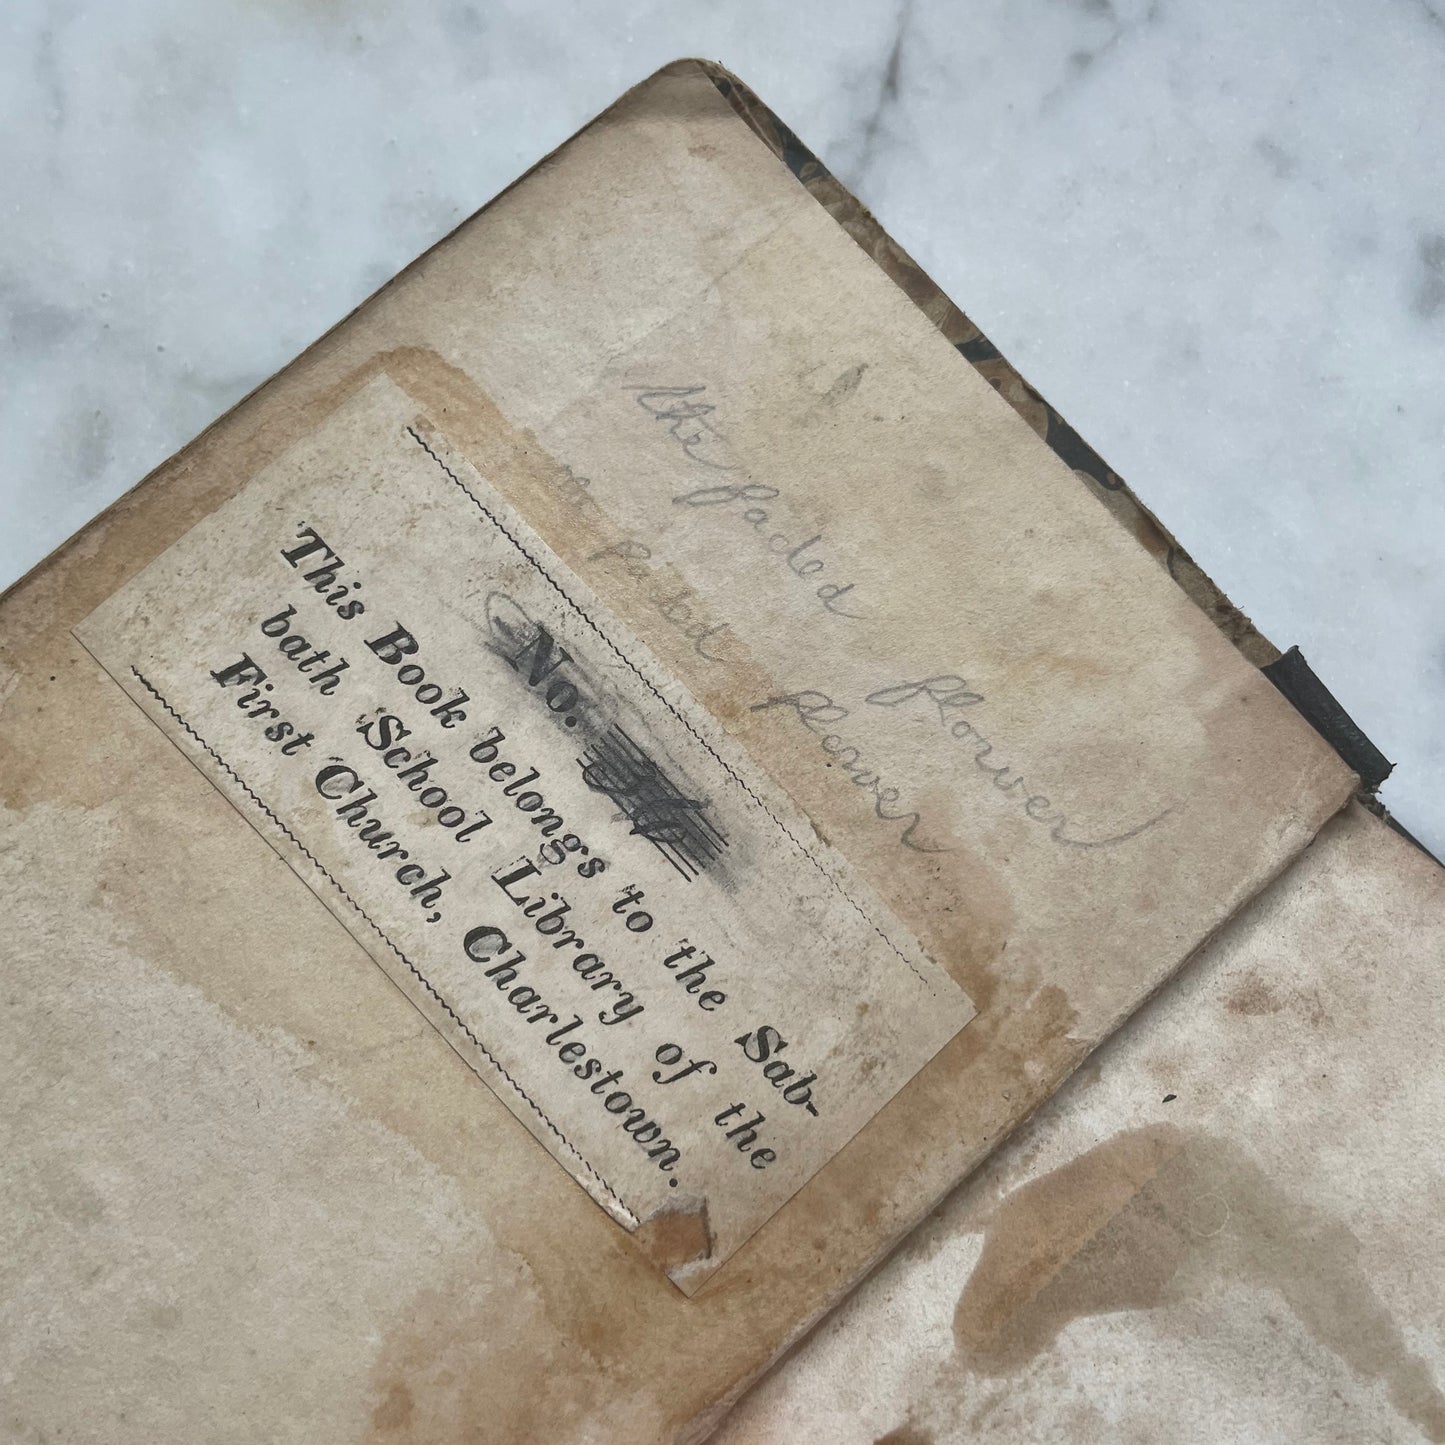 the faded flower
faded flower
No.
This Book belongs to the Sab-
bath School Library of the
First Church, Charlestown.